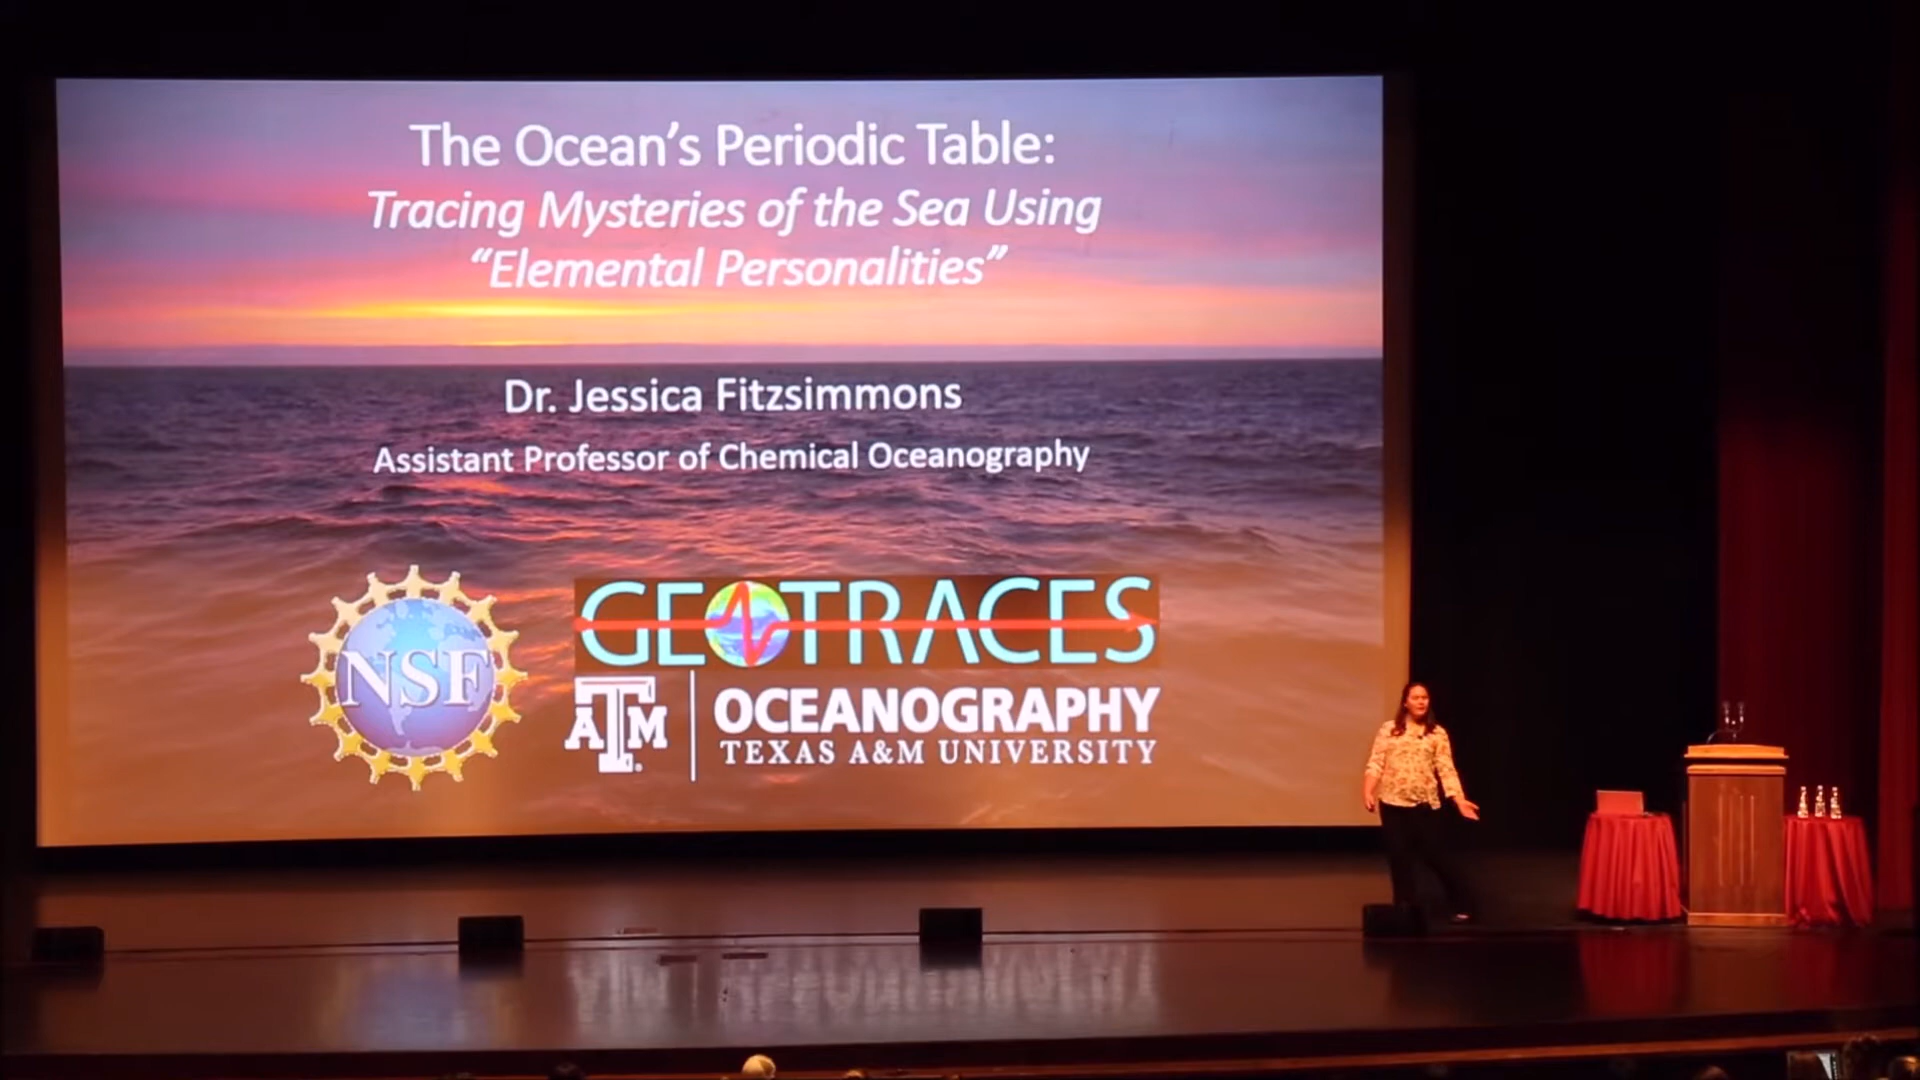 The Ocean's Periodic Table:
Tracing Mysteries of the Sea Using
“Elemental Personalities”
Dr. Jessica Fitzsimmons
Assistant Professor of Chemical Oceanography
NSF
GEOTRACES
ATM
OCEANOGRAPHY
TEXAS A&M UNIVERSITY